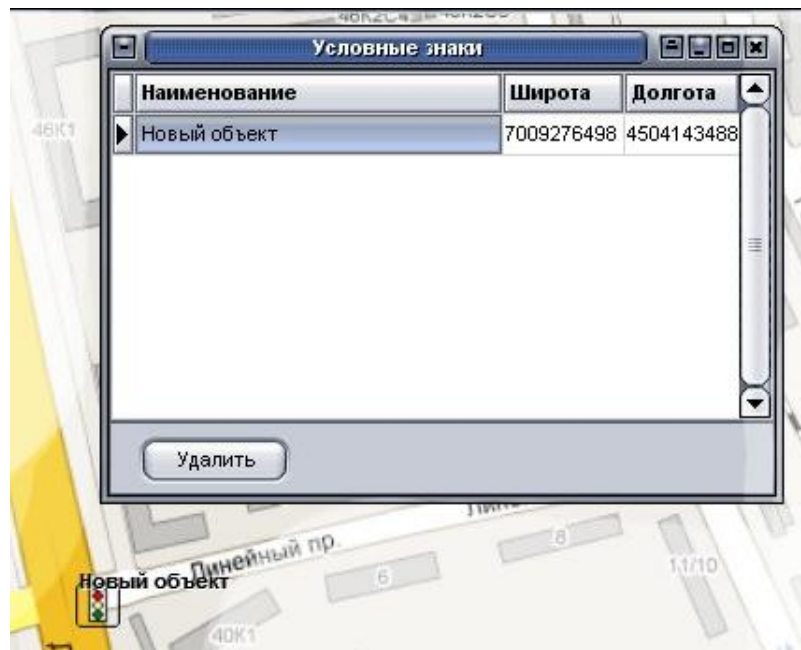 Условные знаки
Наименование Широта Долгота
46К1
Новый объект 7009276498 4504143488
Удалить
Линейный пр.
8
11/10
Новый объект
6
40К1